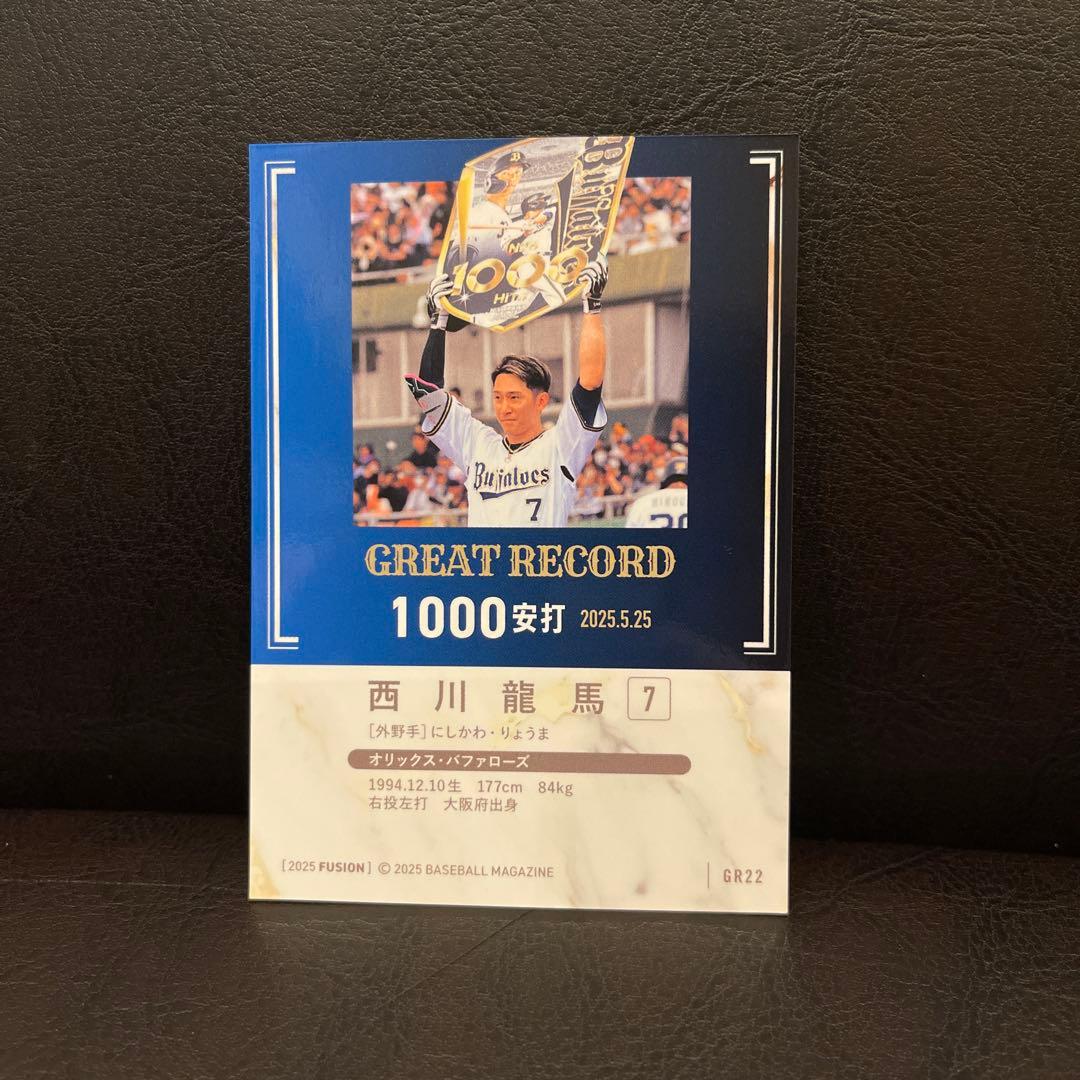 Buffaloes
1000
Buffaloes
7
GREAT RECORD
1000安打 2025.5.25
西川龍馬 7
[外野手]にしかわ・りょうま
オリックス・バファローズ
1994.12.10生 177cm 84kg
右投左打 大阪府出身
[2025 FUSION] © 2025 BASEBALL MAGAZINE
GR22